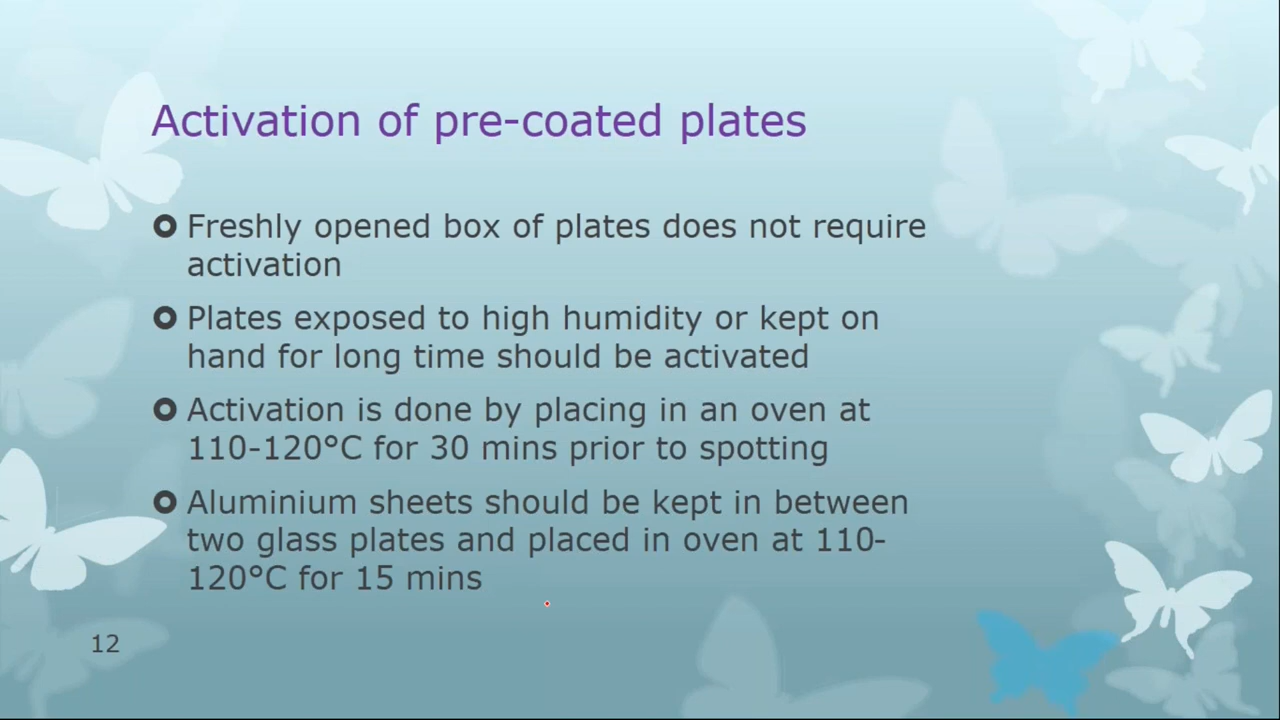 Activation of pre-coated plates
Freshly opened box of plates does not require
activation
Plates exposed to high humidity or kept on
hand for long time should be activated
Activation is done by placing in an oven at
110-120°C for 30 mins prior to spotting
Aluminium sheets should be kept in between
two glass plates and placed in oven at 110-
120°C for 15 mins
12